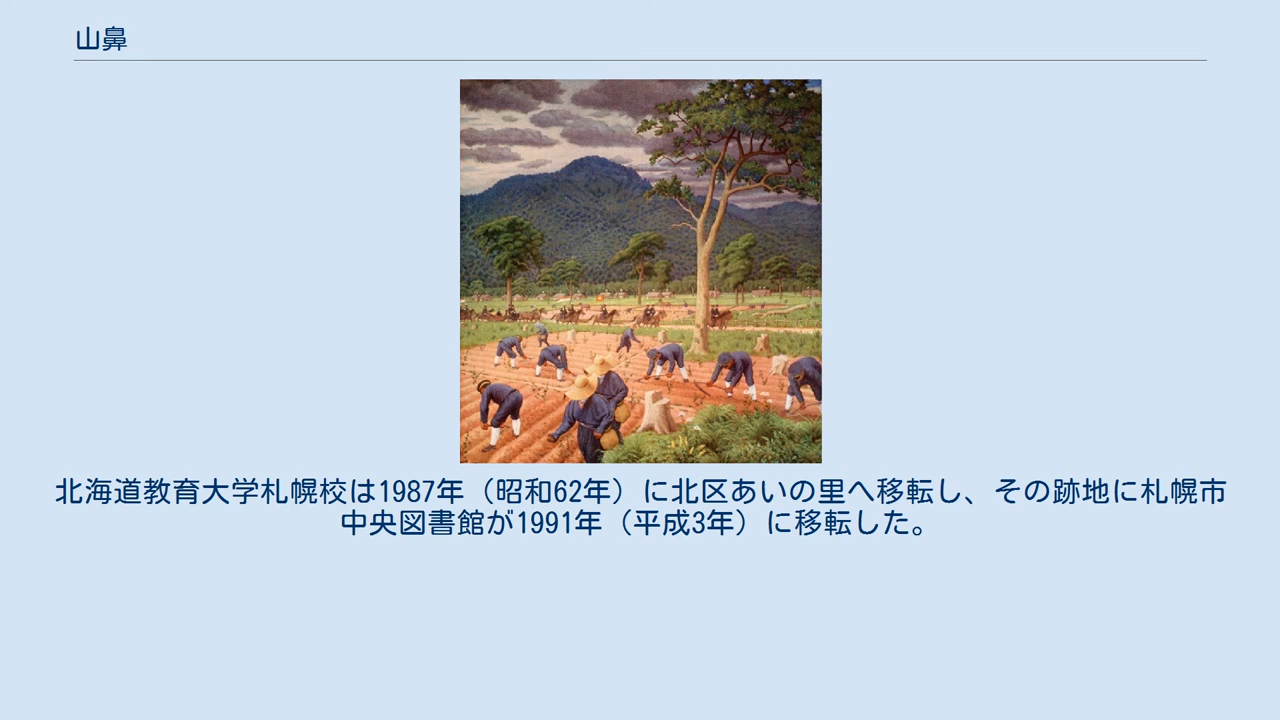 山鼻
北海道教育大学札幌校は1987年（昭和62年）に北区あいの里へ移転し、その跡地に札幌市
中央図書館が1991年（平成3年）に移転した。